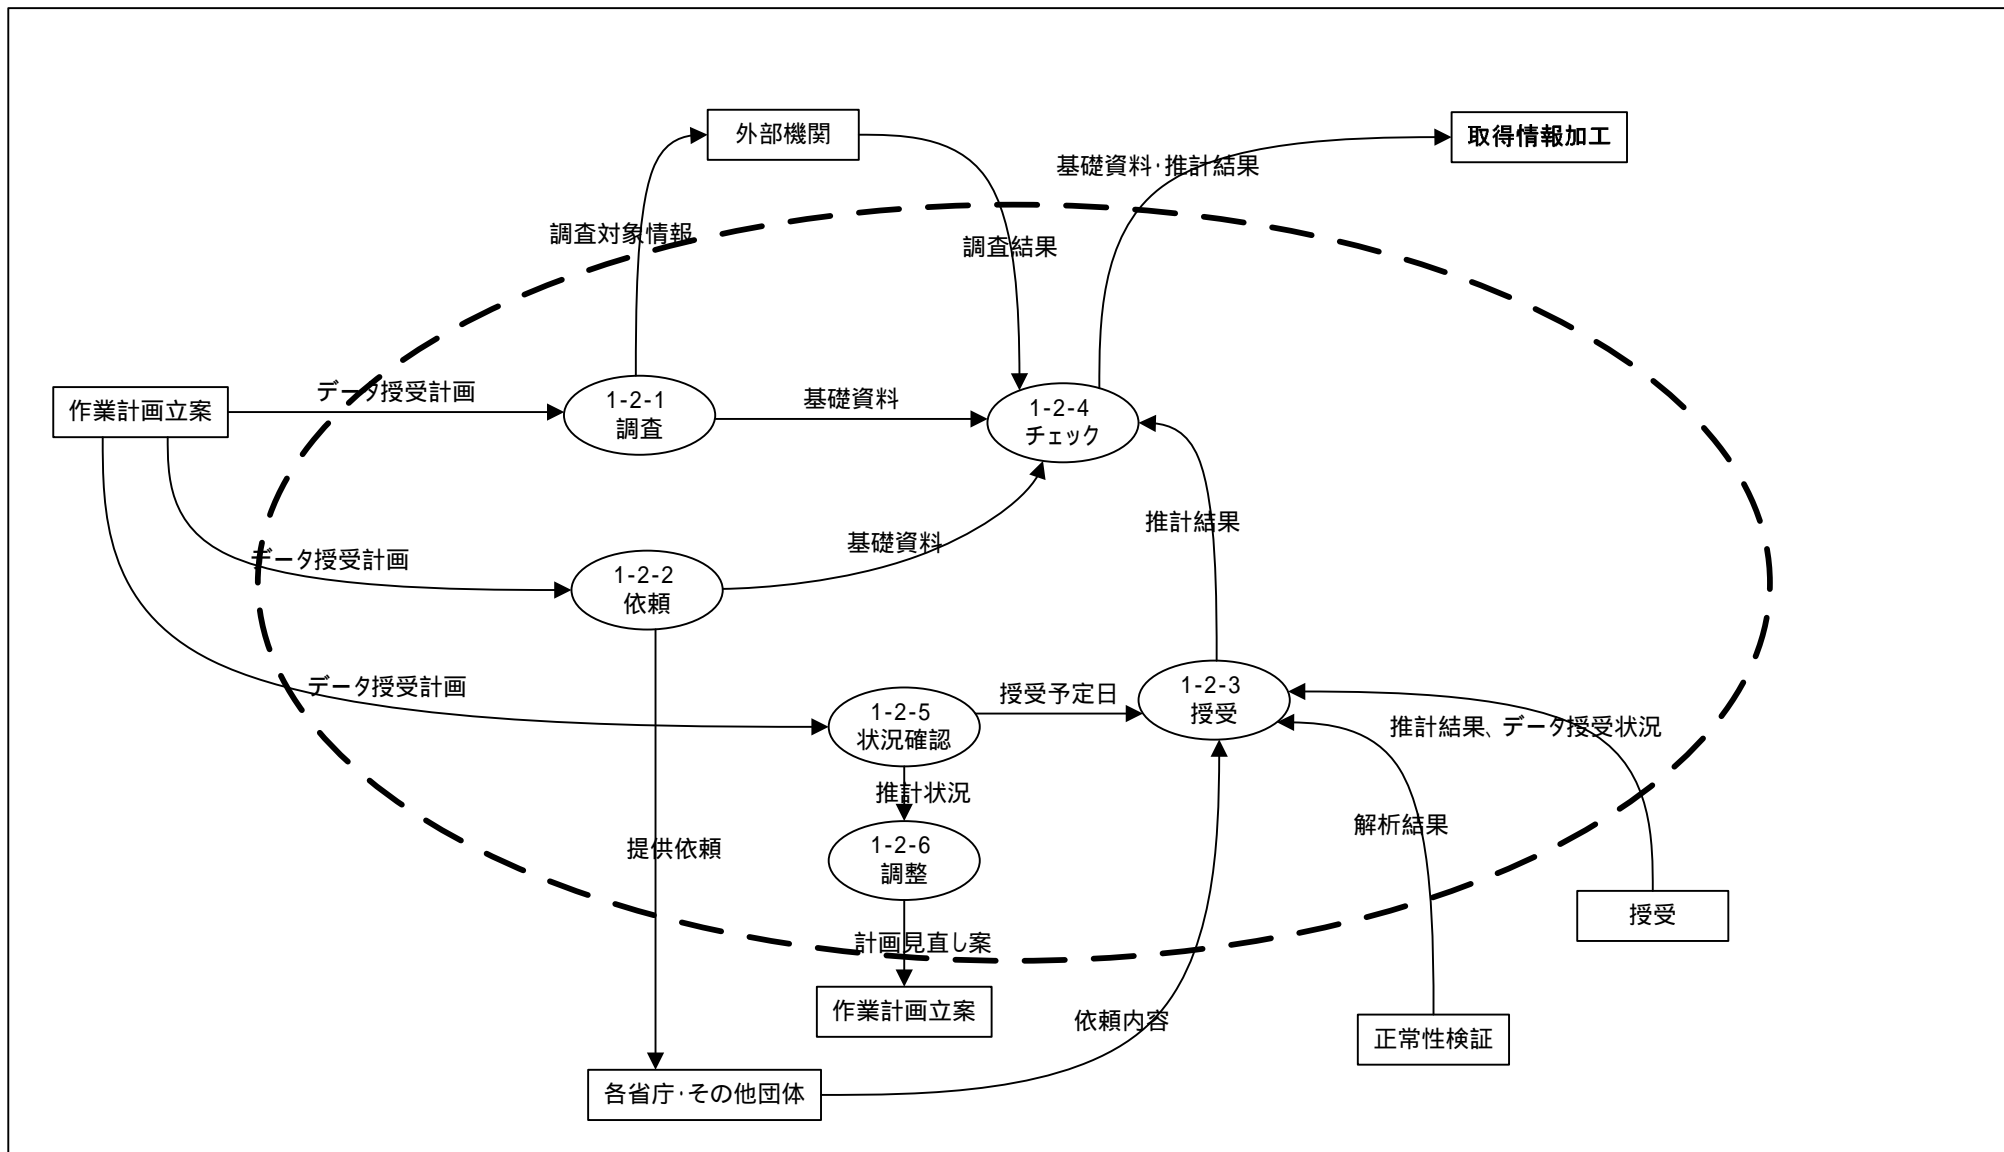 外部機関
取得情報加工
基礎資料・推計結果
調査対象情報
調査結果
作業計画立案
データ授受計画
1-2-1
調査
基礎資料
1-2-4
チェック
推計結果
データ授受計画
1-2-2
依頼
基礎資料
データ授受計画
1-2-5
状況確認
授受予定日
1-2-3
授受
推計結果、データ授受状況
推計状況
提供依頼
1-2-6
調整
解析結果
授受
計画見直し案
作業計画立案
依頼内容
正常性検証
各省庁・その他団体